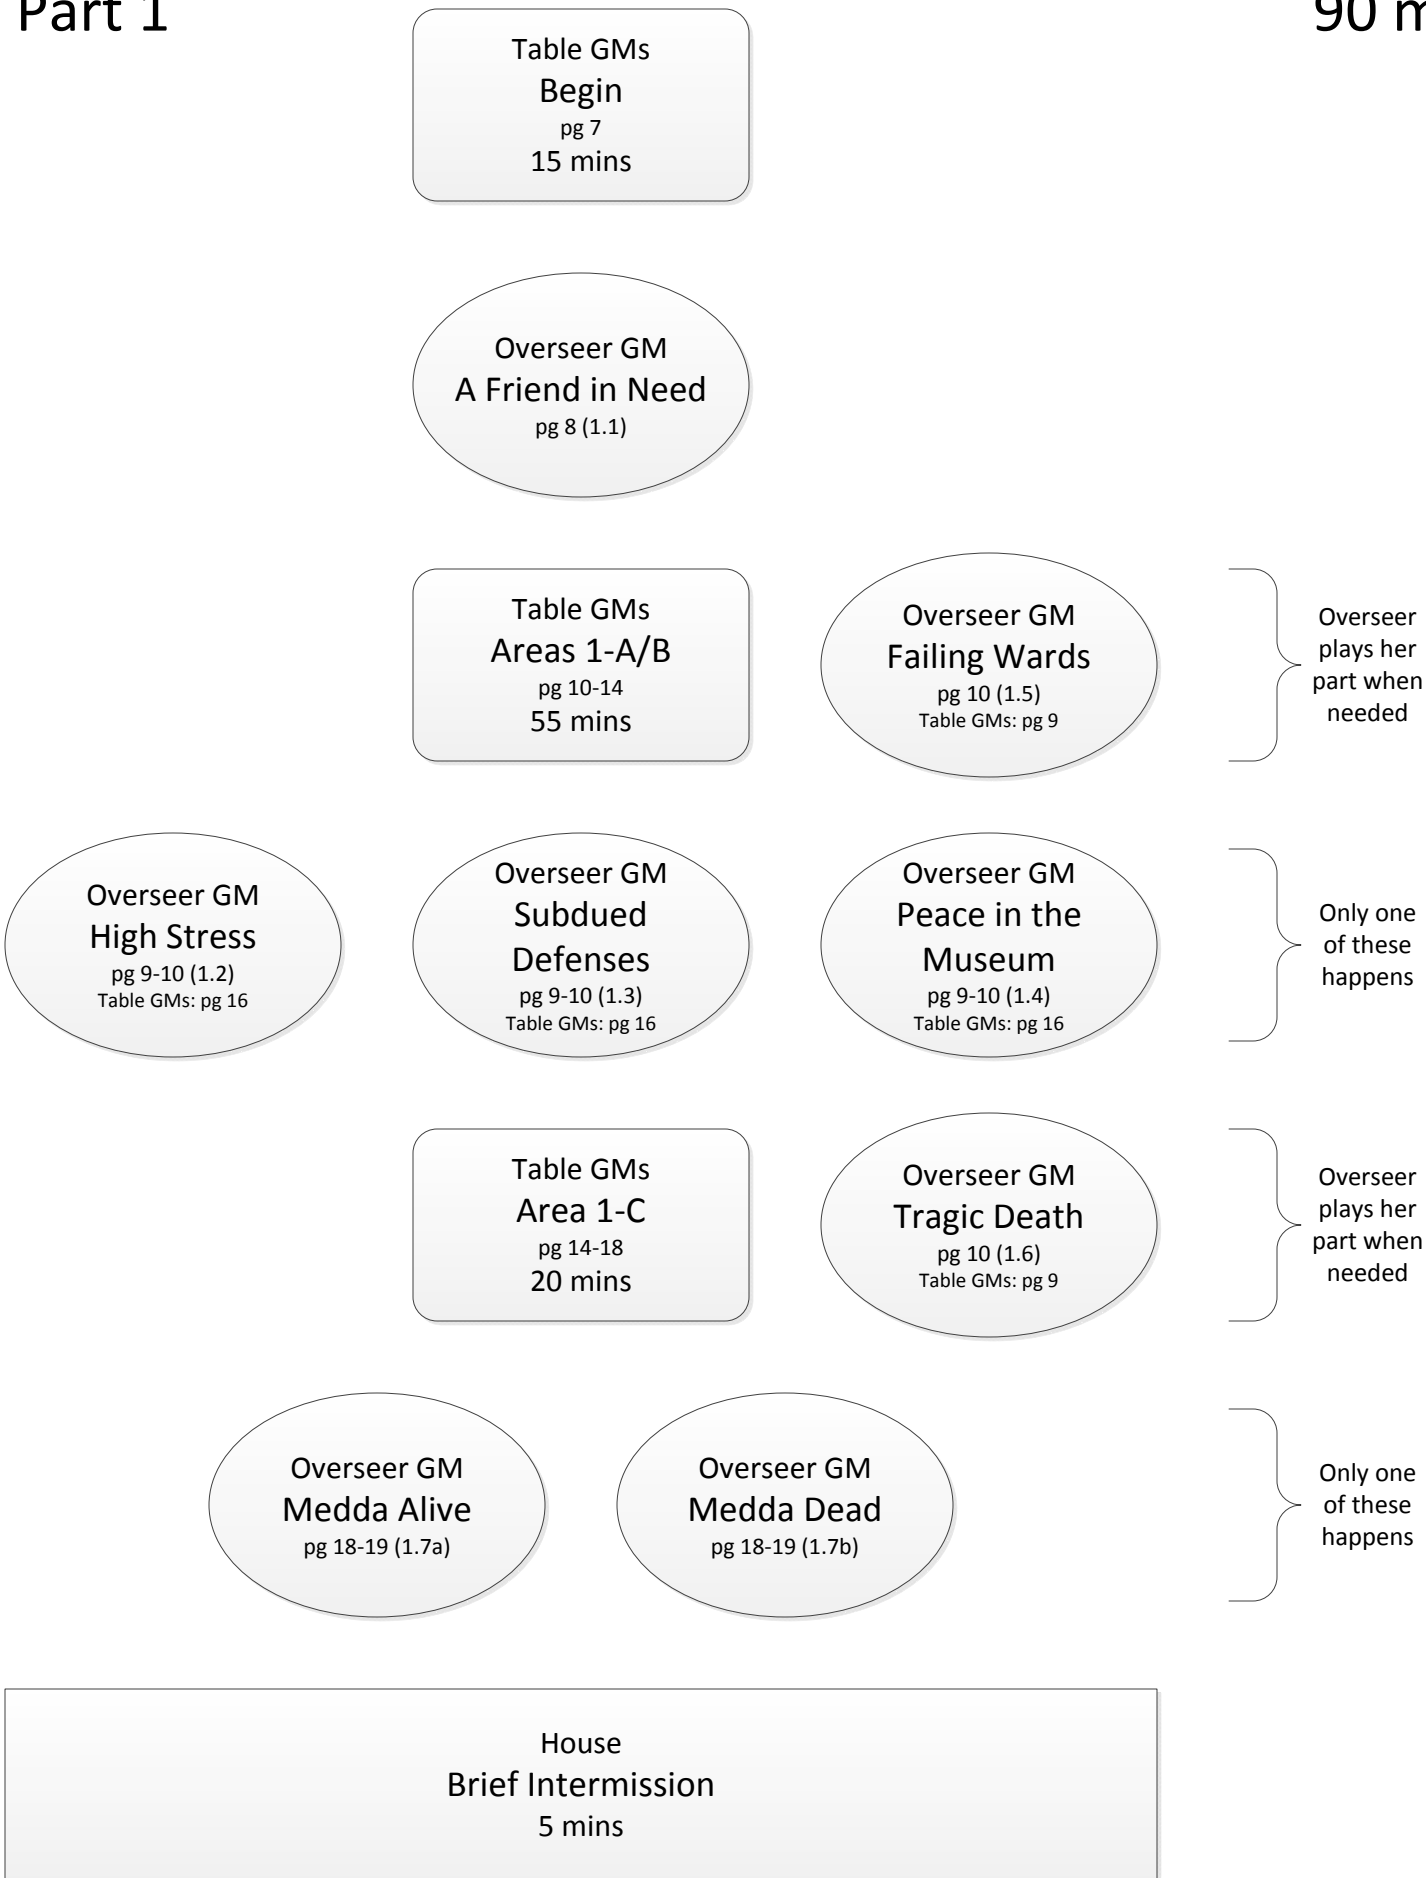 Part 1
90 m
Table GMs
Begin
pg 7
15 mins
Overseer GM
A Friend in Need
pg 8 (1.1)
Table GMs
Areas 1-A/B
pg 10-14
55 mins
Overseer GM
Failing Wards
pg 10 (1.5)
Table GMs: pg 9
Overseer
plays her
part when
needed
Overseer GM
High Stress
pg 9-10 (1.2)
Table GMs: pg 16
Overseer GM
Subdued
Defenses
pg 9-10 (1.3)
Table GMs: pg 16
Overseer GM
Peace in the
Museum
pg 9-10 (1.4)
Table GMs: pg 16
Only one
of these
happens
Table GMs
Area 1-C
pg 14-18
20 mins
Overseer GM
Tragic Death
pg 10 (1.6)
Table GMs: pg 9
Overseer
plays her
part when
needed
Overseer GM
Medda Alive
pg 18-19 (1.7a)
Overseer GM
Medda Dead
pg 18-19 (1.7b)
Only one
of these
happens
House
Brief Intermission
5 mins